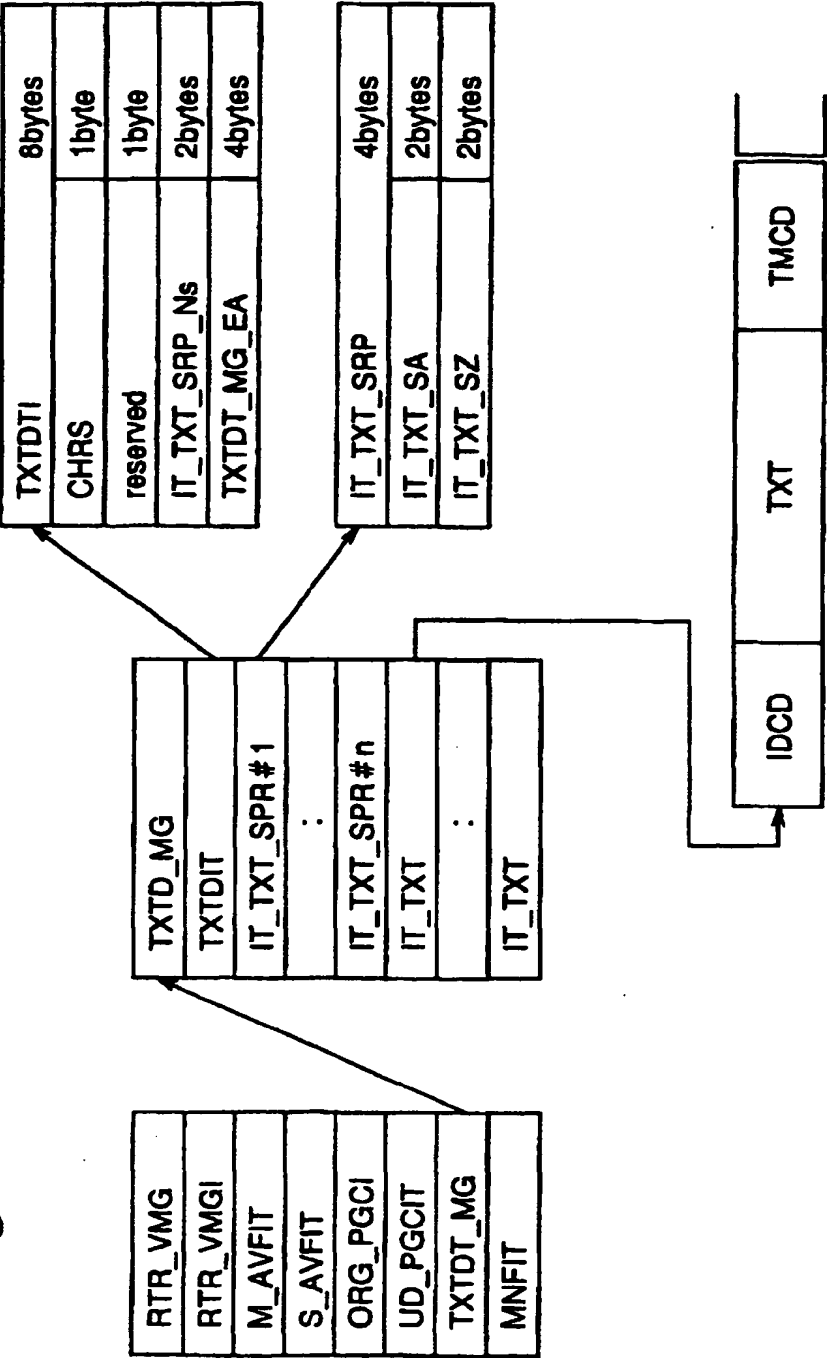 RTR_VMG
RTR_VMGI
M_AVFIT
S_AVFIT
ORG_PGCI
UD_PGCIT
TXTDT_MG
MNFIT
TXTD_MG
TXTDIT
IT_TXT_SPR#1
:
IT_TXT_SPR#n
IT_TXT
:
IT_TXT
TXTDTI 8bytes
CHRS 1byte
reserved 1byte
IT_TXT_SRP_Ns 2bytes
TXTDT_MG_EA 4bytes
IT_TXT_SRP 4bytes
IT_TXT_SA 2bytes
IT_TXT_SZ 2bytes
IDCD TXT TMCD